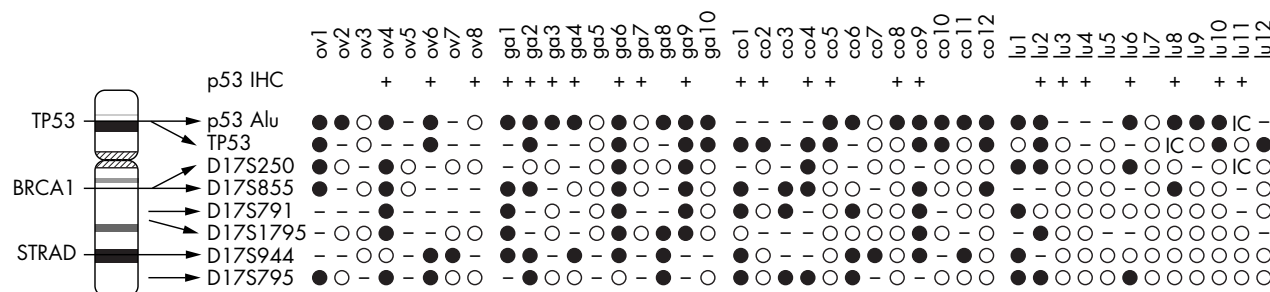 ov1 ov2 ov3 ov4 ov5 ov6 ov7 ov8 ga1 ga2 ga3 ga4 ga5 ga6 ga7 ga8 ga9 ga10 co1 co2 co3 co4 co5 co6 co7 co8 co9 co10 co11 co12 lu1 lu2 lu3 lu4 lu5 lu6 lu7 lu8 lu9 lu10 lu11 lu12
p53 IHC + + + + + + + + + + + + + + + + + + + + + + +
TP53 p53 Alu IC
TP53 IC
D17S250 IC
BRCA1 D17S855
D17S791
D17S1795
STRAD D17S944
D17S795